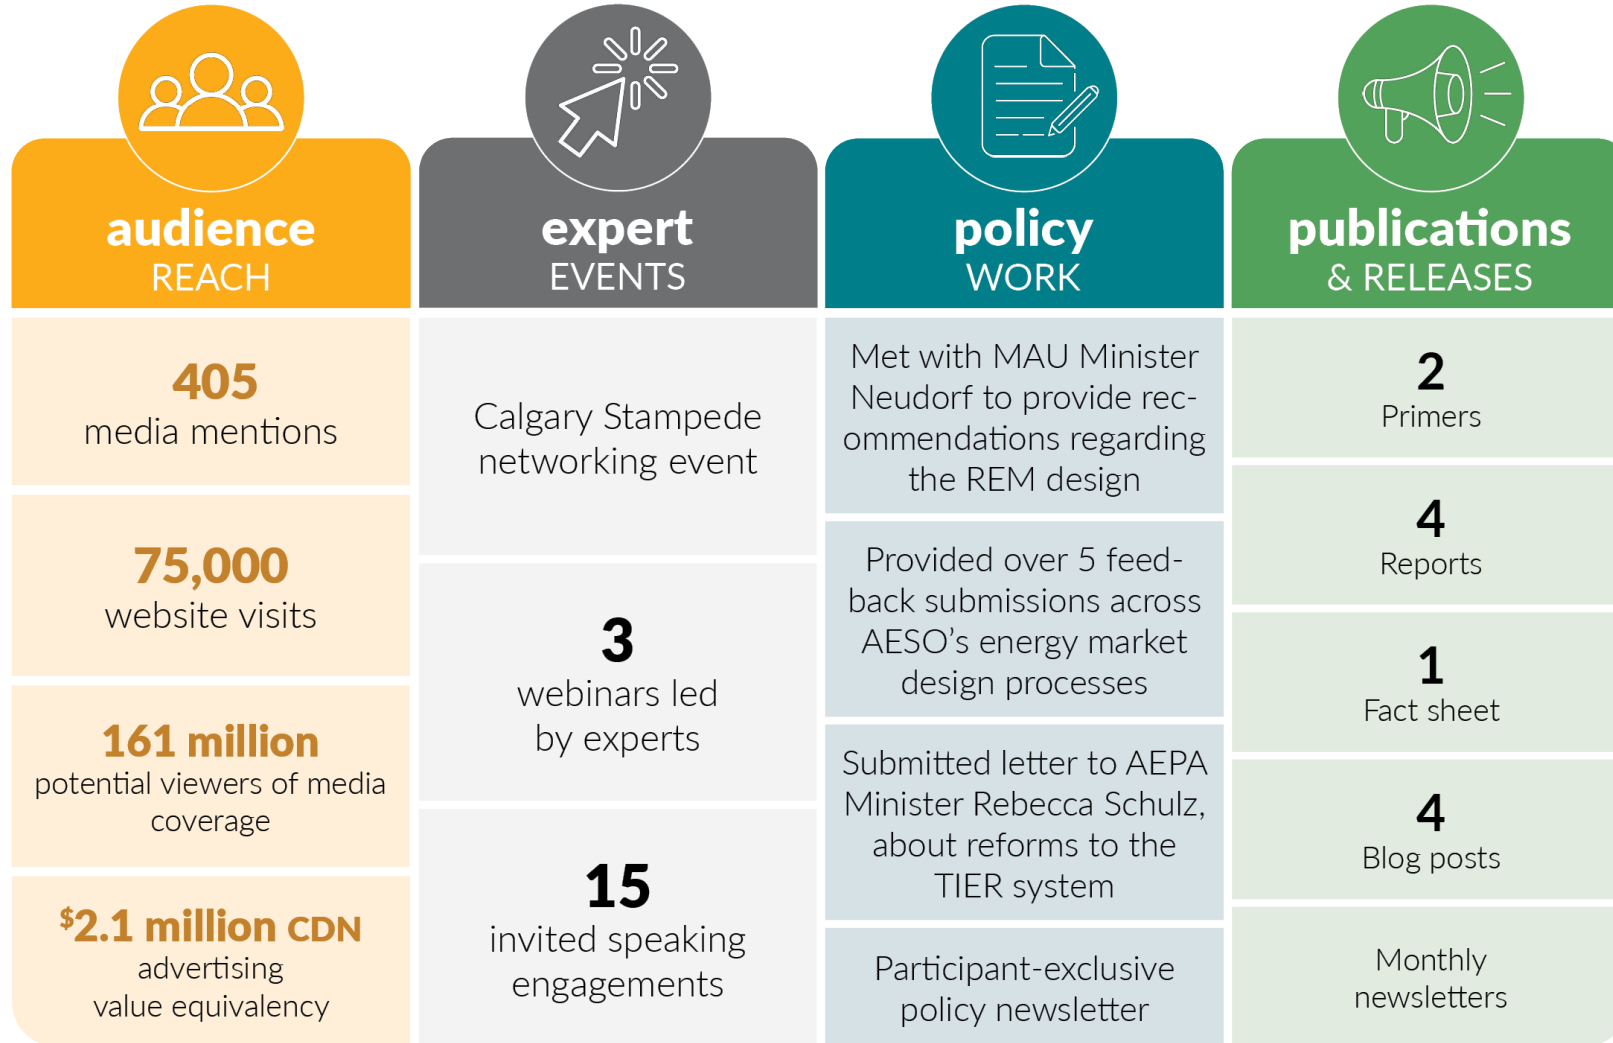 audience
REACH
405
media mentions
75,000
website visits
161 million
potential viewers of media
coverage
$2.1 million CDN
advertising
value equivalency
expert
EVENTS
Calgary Stampede
networking event
3
webinars led
by experts
15
invited speaking
engagements
policy
WORK
Met with MAU Minister
Neudorf to provide rec-
ommendations regarding
the REM design
Provided over 5 feed-
back submissions across
AESO’s energy market
design processes
Submitted letter to AEPA
Minister Rebecca Schulz,
about reforms to the
TIER system
Participant-exclusive
policy newsletter
publications
& RELEASES
2
Primers
4
Reports
1
Fact sheet
4
Blog posts
Monthly
newsletters